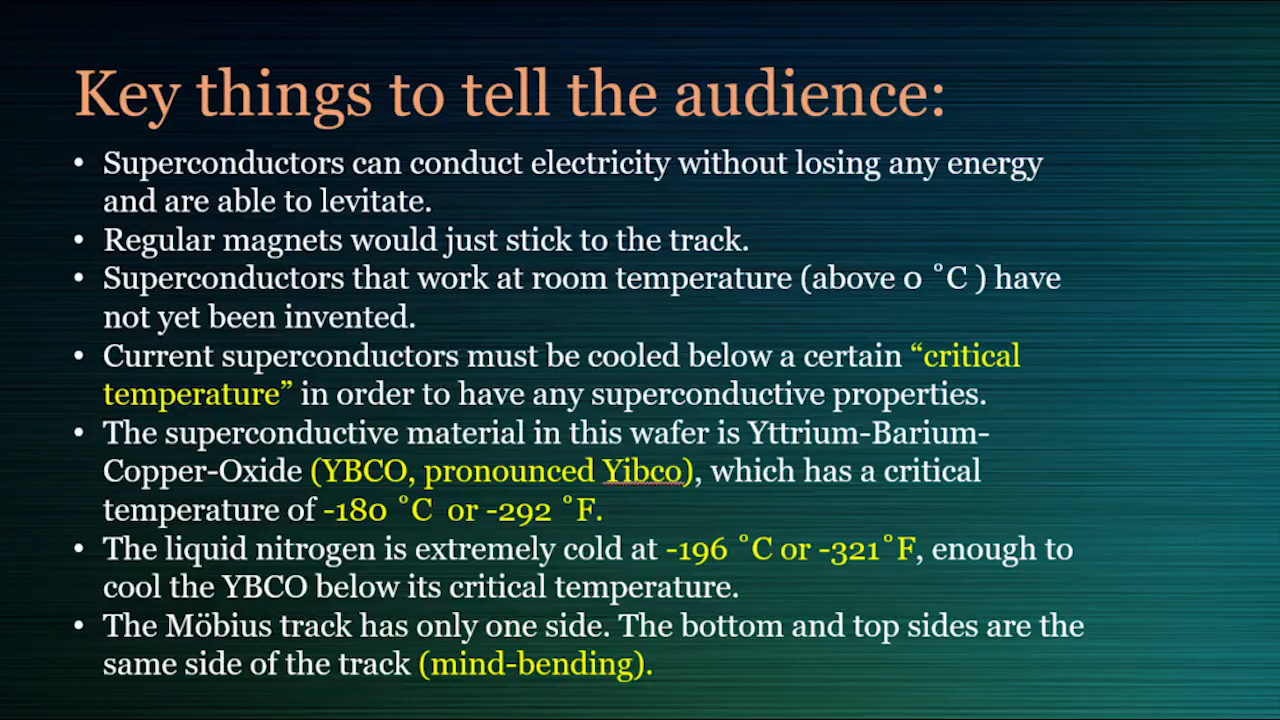 Key things to tell the audience:
• Superconductors can conduct electricity without losing any energy
and are able to levitate.
• Regular magnets would just stick to the track.
• Superconductors that work at room temperature (above 0 ˚C ) have
not yet been invented.
• Current superconductors must be cooled below a certain “critical
temperature” in order to have any superconductive properties.
• The superconductive material in this wafer is Yttrium-Barium-
Copper-Oxide (YBCO, pronounced Yibco), which has a critical
temperature of -180 ˚C or -292 ˚F.
• The liquid nitrogen is extremely cold at -196 ˚C or -321˚F, enough to
cool the YBCO below its critical temperature.
• The Möbius track has only one side. The bottom and top sides are the
same side of the track (mind-bending).